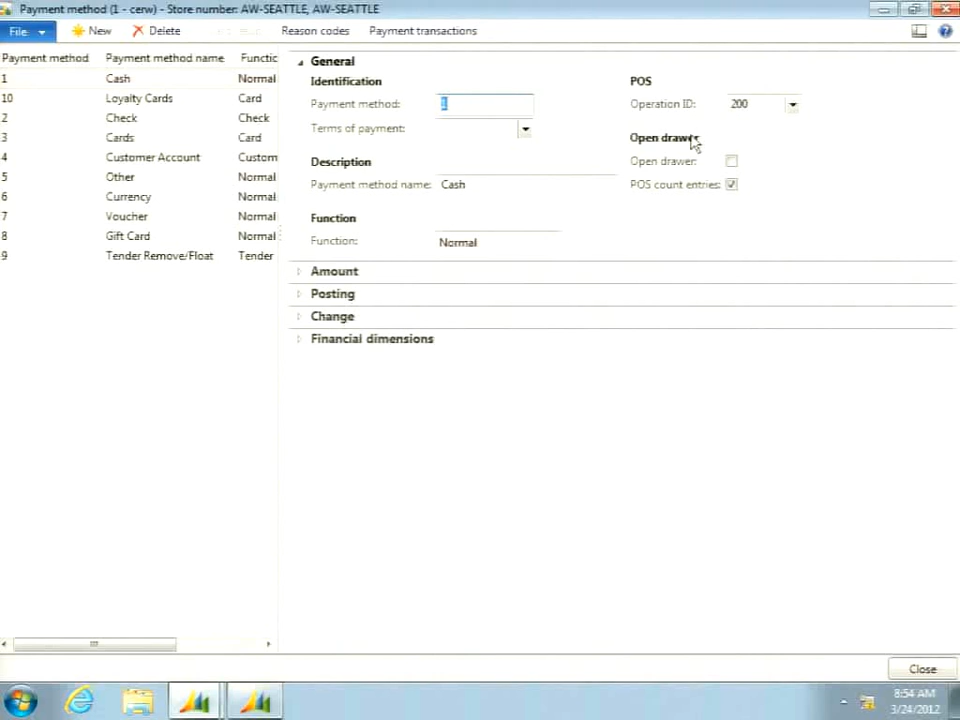 Payment method (1 - cerw) - Store number: AW-SEATTLE, AW-SEATTLE
File New Delete Reason codes Payment transactions
Payment method Payment method name Functic
1 Cash Normal
10 Loyalty Cards Card
2 Check Check
3 Cards Card
4 Customer Account Custom
5 Other Normal
6 Currency Normal
7 Voucher Normal
8 Gift Card Normal
9 Tender Remove/Float Tender
General
Identification
Payment method: 1
Terms of payment:
Description
Payment method name: Cash
Function
Function: Normal
POS
Operation ID: 200
Open drawer
Open drawer:
POS count entries:
Amount
Posting
Change
Financial dimensions
Close
8:54 AM
3/24/2012